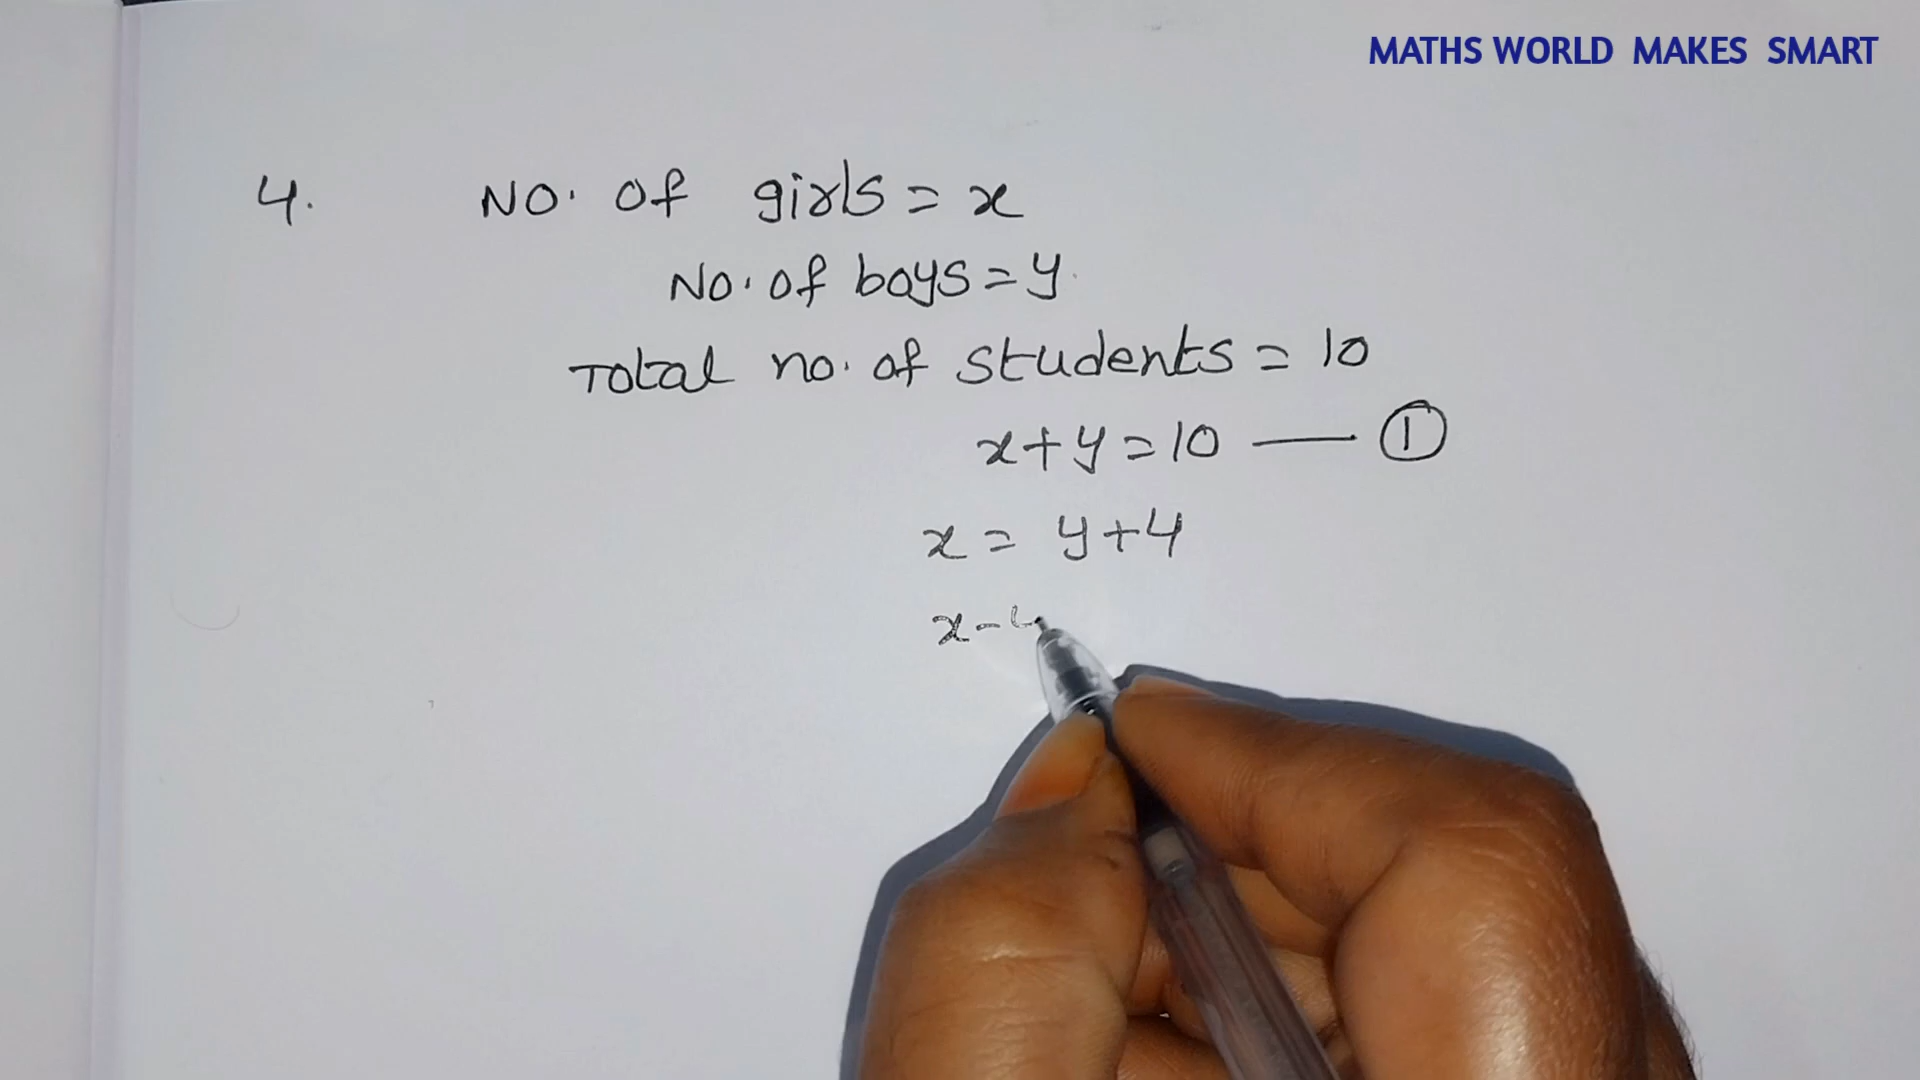 MATHS WORLD MAKES SMART
4. NO. of girls = x
No. of boys = y.
Total no. of students = 10
x+y=10 — ①
x = y+4
x-